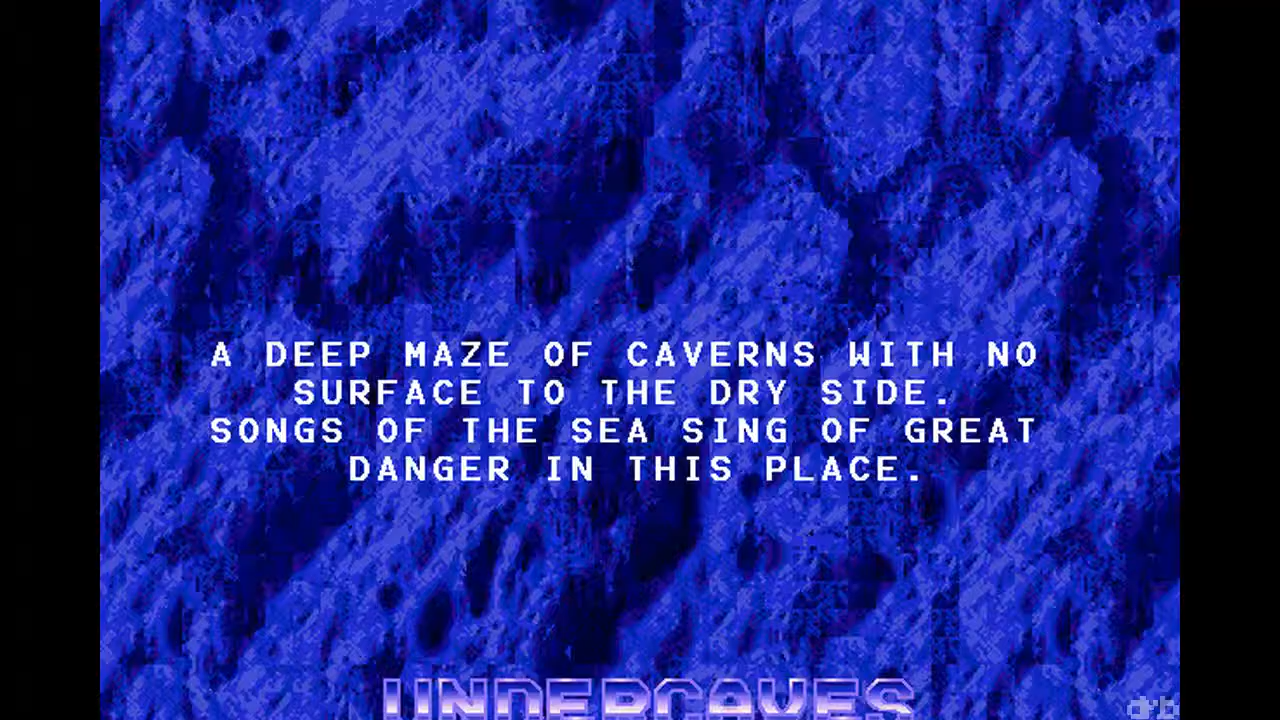 A DEEP MAZE OF CAVERNS WITH NO
SURFACE TO THE DRY SIDE.
SONGS OF THE SEA SING OF GREAT
DANGER IN THIS PLACE.
UNDERCAVES